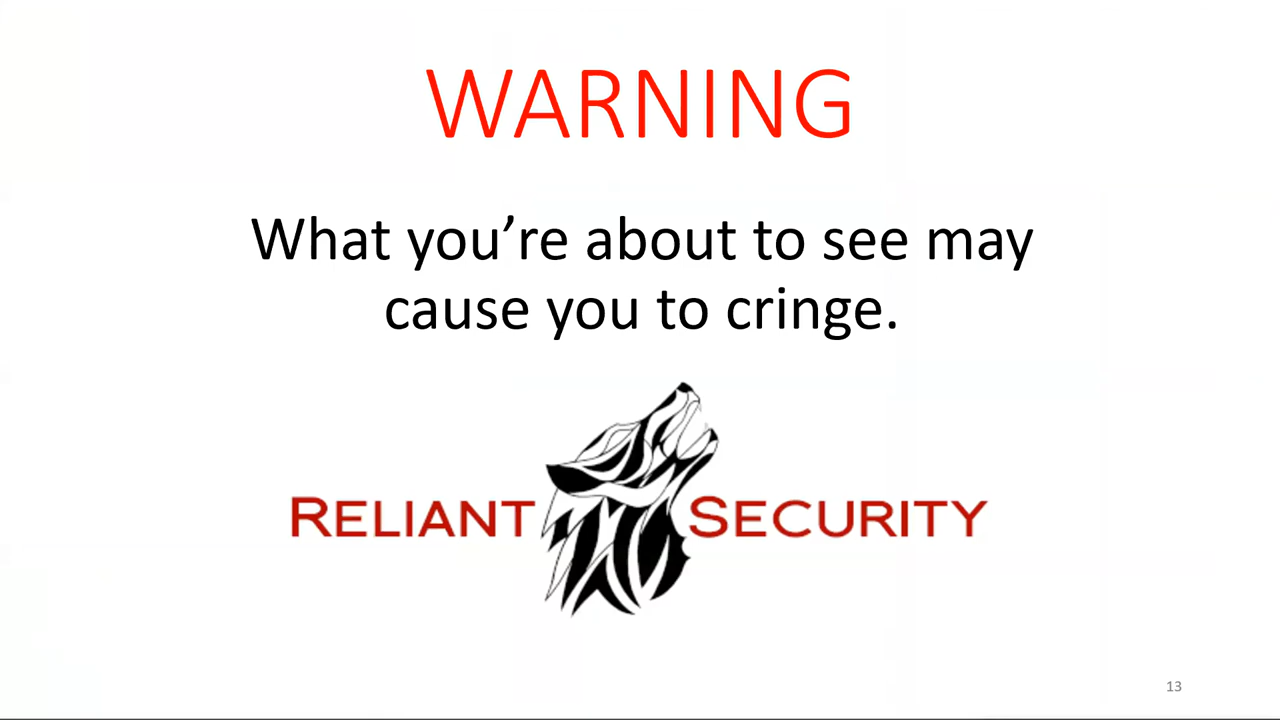 WARNING
What you’re about to see may
cause you to cringe.
RELIANT SECURITY
13